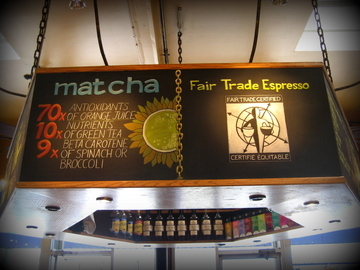 matcha
70x ANTIOXIDANTS
OF ORANGE JUICE
10x NUTRIENTS
OF GREEN TEA
9x BETA CAROTENE
OF SPINACH OR
BROCCOLI
Fair Trade Espresso
FAIR TRADE CERTIFIED
CERTIFIÉ ÉQUITABLE